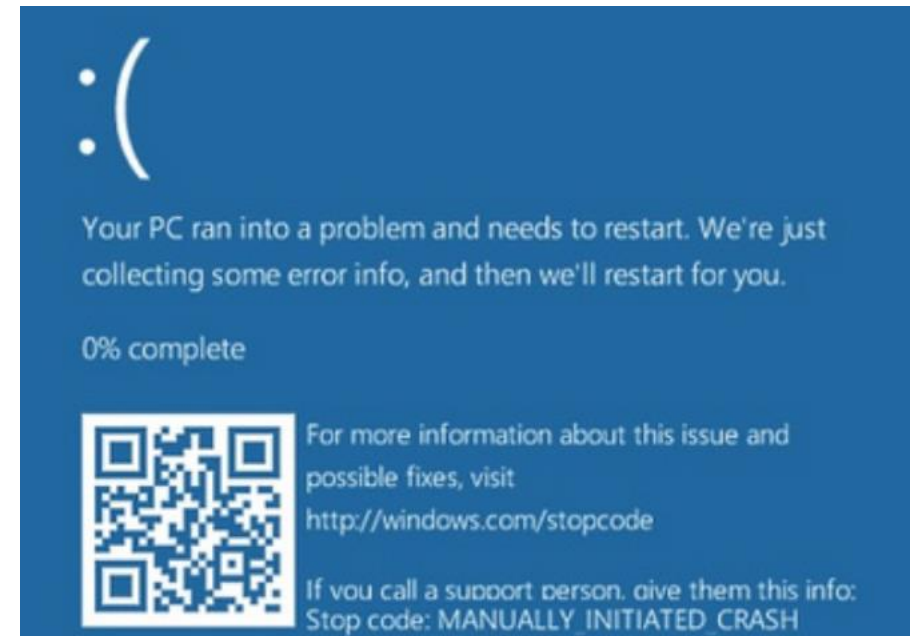 :(
Your PC ran into a problem and needs to restart. We're just
collecting some error info, and then we'll restart for you.
0% complete
For more information about this issue and
possible fixes, visit
http://windows.com/stopcode
If you call a support person, give them this info:
Stop code: MANUALLY_INITIATED_CRASH